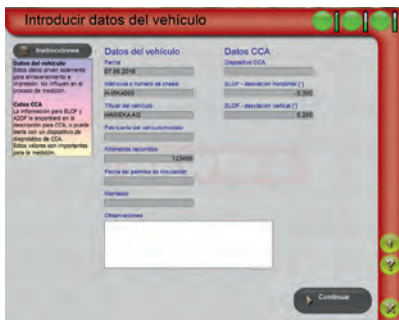 Introducir datos del vehículo
Instrucciones
Datos del vehículo
Estos datos sirven solamente
para almacenamiento e
impresión. No influyen en el
proceso de medición.
Datos CCA
La información para ELOF y
AZOF la encontrará en la
descripción para CCA, o puede
leerla con un dispositivo de
diagnóstico de CCA.
Estos valores son importantes
para la medición.
Datos del vehículo
Fecha
07.06.2016
Matrícula o número de chasis
H-WK4000
Titular del vehículo
HAWEKA AG
Fabricante del vehículo/modelo
Kilómetros recorridos
123456
Fecha del permiso de circulación
Montador
Observaciones
Datos CCA
Dispositivo CCA
ELOF - desviación horizontal [°]
-0.300
ELOF - desviación vertical [°]
0.200
Continuar